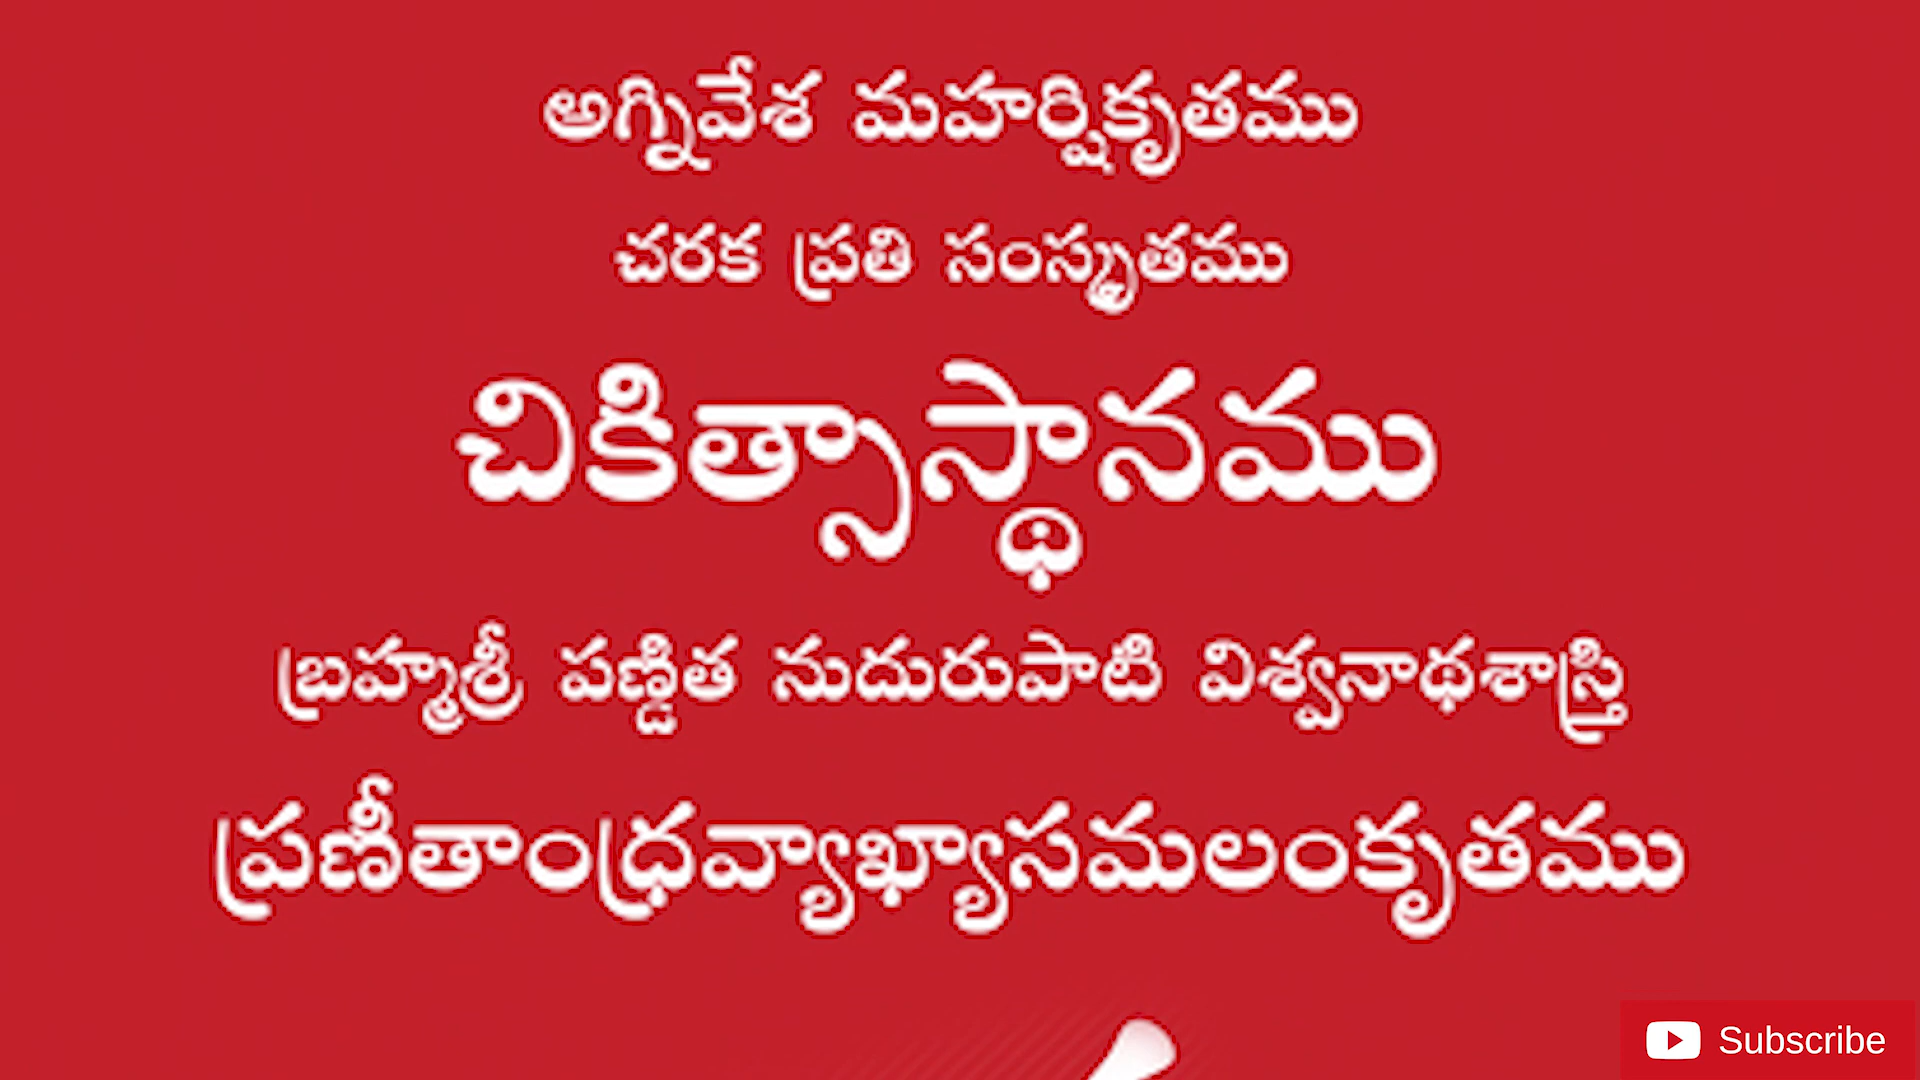 అగ్నివేశ మహర్షికృతము
చరక ప్రతి సంస్కృతము
చికిత్సాస్థానము
బ్రహ్మశ్రీ పణ్డిత నుదురుపాటి విశ్వనాథశాస్త్రి
ప్రణీతాంధ్రవ్యాఖ్యాసమలంకృతము
Subscribe